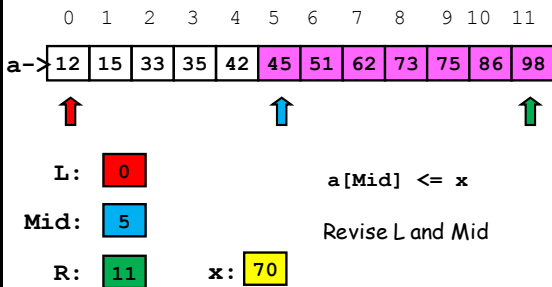 0 1 2 3 4 5 6 7 8 9 10 11
a-> 12 15 33 35 42 45 51 62 73 75 86 98
L: 0
a[Mid] <= x
Mid: 5
Revise L and Mid
R: 11 x: 70